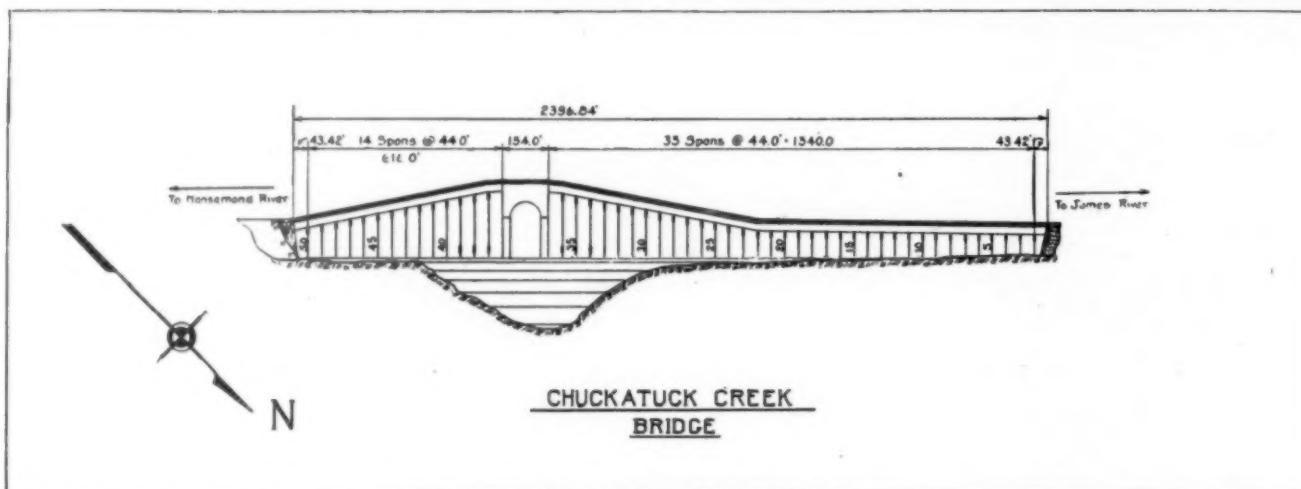 2396.84'
43.42' 14 Spans @ 44.0' 154.0' 35 Spans @ 44.0' = 1540.0 43.42'
616.0'
To Nansemond River
To James River
50 45 40 35 30 25 20 15 10 5
N
CHUCKATUCK CREEK
BRIDGE